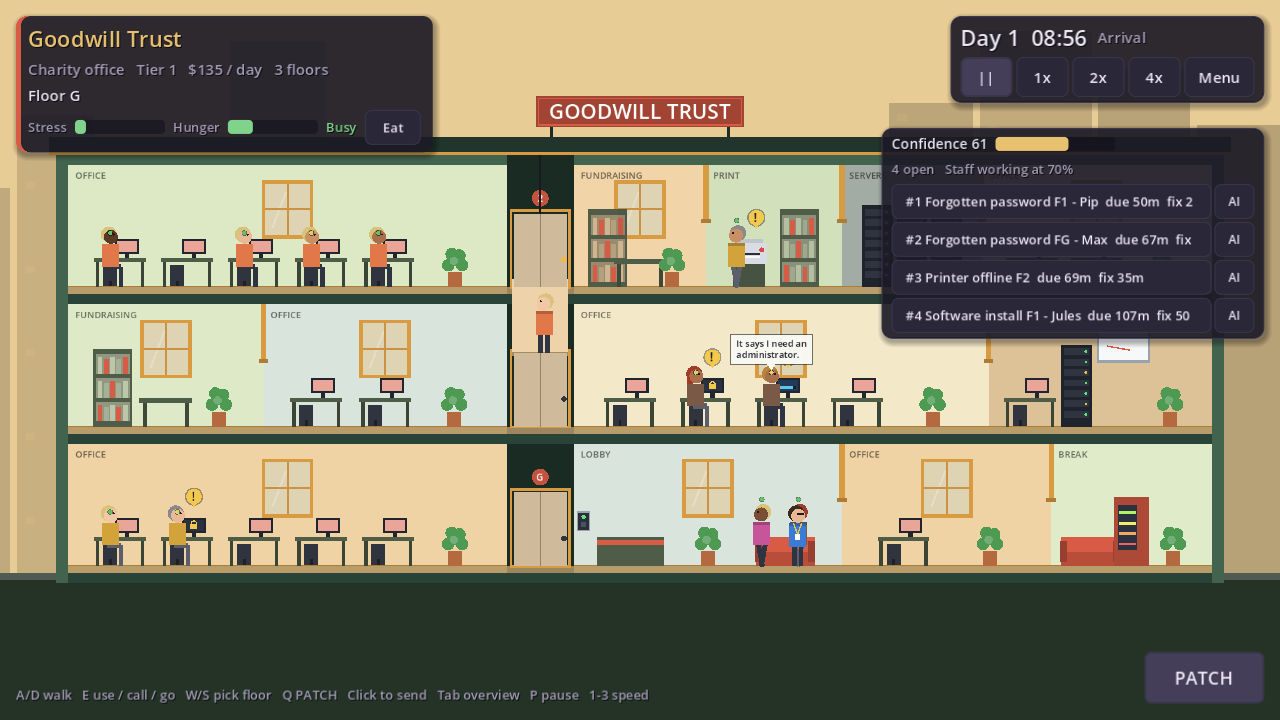 Goodwill Trust
Charity office Tier 1 $135 / day 3 floors
Floor G
Stress Hunger Busy Eat
Day 1 08:56 Arrival
|| 1x 2x 4x Menu
Confidence 61
4 open Staff working at 70%
#1 Forgotten password F1 - Pip due 50m fix 2 AI
#2 Forgotten password FG - Max due 67m fix AI
#3 Printer offline F2 due 69m fix 35m AI
#4 Software install F1 - Jules due 107m fix 50 AI
GOODWILL TRUST
OFFICE
FUNDRAISING
PRINT
SERVER
!
FUNDRAISING
OFFICE
OFFICE
!
It says I need an
administrator.
OFFICE
G
LOBBY
OFFICE
BREAK
!
A/D walk E use / call / go W/S pick floor Q PATCH Click to send Tab overview P pause 1-3 speed
PATCH